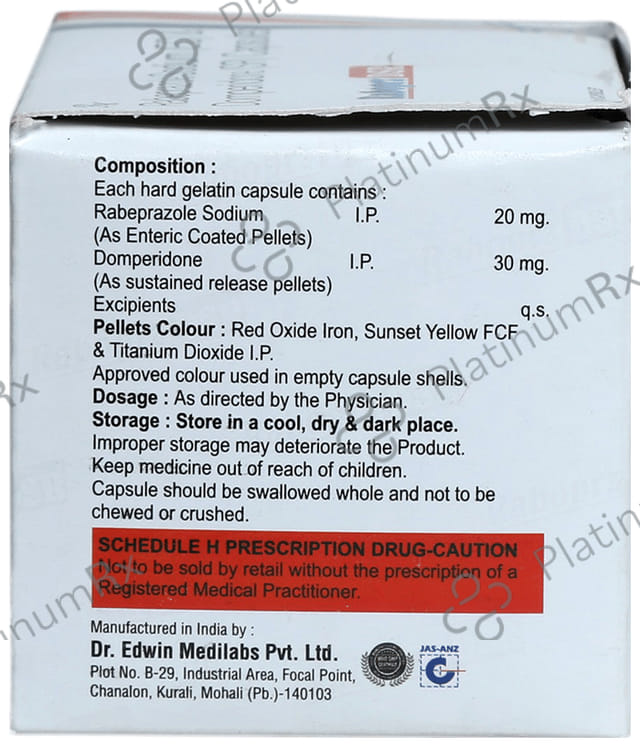 Composition :
Each hard gelatin capsule contains :
Rabeprazole Sodium I.P. 20 mg.
(As Enteric Coated Pellets)
Domperidone I.P. 30 mg.
(As sustained release pellets)
Excipients q.s.
Pellets Colour : Red Oxide Iron, Sunset Yellow FCF
& Titanium Dioxide I.P.
Approved colour used in empty capsule shells.
Dosage : As directed by the Physician.
Storage : Store in a cool, dry & dark place.
Improper storage may deteriorate the Product.
Keep medicine out of reach of children.
Capsule should be swallowed whole and not to be
chewed or crushed.
SCHEDULE H PRESCRIPTION DRUG-CAUTION
Not to be sold by retail without the prescription of a
Registered Medical Practitioner.
Manufactured in India by :
Dr. Edwin Medilabs Pvt. Ltd.
Plot No. B-29, Industrial Area, Focal Point,
Chanalon, Kurali, Mohali (Pb.)-140103
JAS-ANZ
PlatinumRx
PlatinumRx
PlatinumRx
PlatinumRx